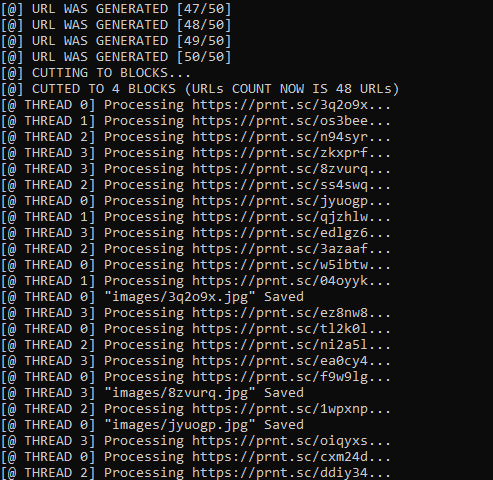 [@] URL WAS GENERATED [47/50]
[@] URL WAS GENERATED [48/50]
[@] URL WAS GENERATED [49/50]
[@] URL WAS GENERATED [50/50]
[@] CUTTING TO BLOCKS...
[@] CUTTED TO 4 BLOCKS (URLs COUNT NOW IS 48 URLs)
[@ THREAD 0] Processing https://prnt.sc/3q2o9x...
[@ THREAD 1] Processing https://prnt.sc/os3bee...
[@ THREAD 2] Processing https://prnt.sc/n94syr...
[@ THREAD 3] Processing https://prnt.sc/zkxprf...
[@ THREAD 3] Processing https://prnt.sc/8zvurq...
[@ THREAD 2] Processing https://prnt.sc/ss4swq...
[@ THREAD 0] Processing https://prnt.sc/jyuogp...
[@ THREAD 1] Processing https://prnt.sc/qjzhlw...
[@ THREAD 3] Processing https://prnt.sc/edlgz6...
[@ THREAD 2] Processing https://prnt.sc/3azaaf...
[@ THREAD 0] Processing https://prnt.sc/w5ibtw...
[@ THREAD 1] Processing https://prnt.sc/04oyyk...
[@ THREAD 0] "images/3q2o9x.jpg" Saved
[@ THREAD 3] Processing https://prnt.sc/ez8nw8...
[@ THREAD 0] Processing https://prnt.sc/tl2k0l...
[@ THREAD 2] Processing https://prnt.sc/ni2a5l...
[@ THREAD 3] Processing https://prnt.sc/ea0cy4...
[@ THREAD 0] Processing https://prnt.sc/f9w9lg...
[@ THREAD 3] "images/8zvurq.jpg" Saved
[@ THREAD 2] Processing https://prnt.sc/1wpxnp...
[@ THREAD 0] "images/jyuogp.jpg" Saved
[@ THREAD 3] Processing https://prnt.sc/oiqyxs...
[@ THREAD 0] Processing https://prnt.sc/cxm24d...
[@ THREAD 2] Processing https://prnt.sc/ddiy34...